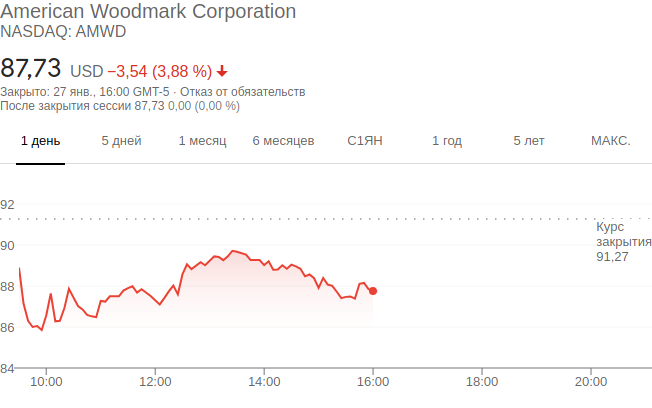 American Woodmark Corporation
NASDAQ: AMWD
87,73 USD −3,54 (3,88 %)
Закрыто: 27 янв., 16:00 GMT-5 · Отказ от обязательств
После закрытия сессии 87,73 0,00 (0,00 %)
1 день 5 дней 1 месяц 6 месяцев С1ЯН 1 год 5 лет МАКС.
92
Курс
90 закрытия
91,27
88
86
84
10:00 12:00 14:00 16:00 18:00 20:00